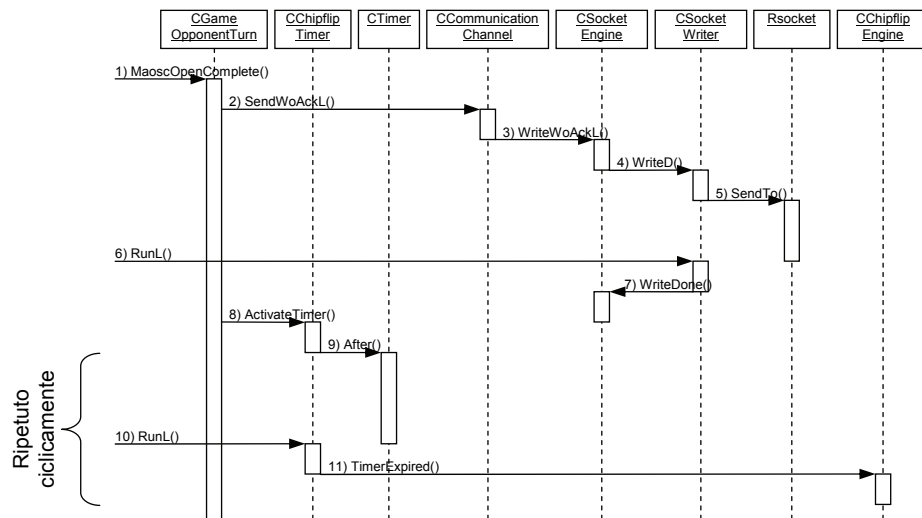 CGame
OpponentTurn
CChipflip
Timer
CTimer
CCommunication
Channel
CSocket
Engine
CSocket
Writer
Rsocket
CChipflip
Engine
1) MaoscOpenComplete()
2) SendWoAckL()
3) WriteWoAckL()
4) WriteD()
5) SendTo()
6) RunL()
7) WriteDone()
8) ActivateTimer()
9) After()
Ripetuto
ciclicamente
10) RunL()
11) TimerExpired()